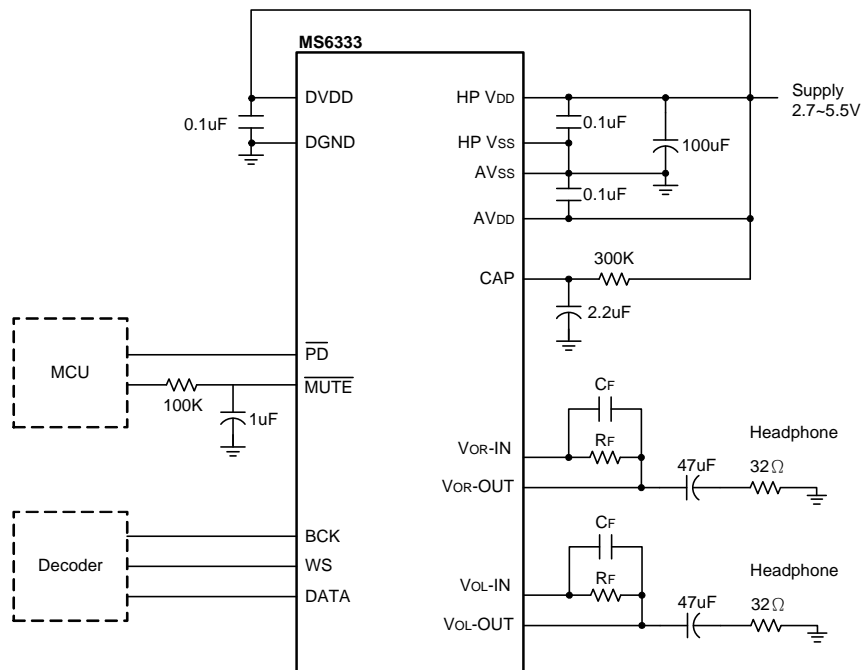 MS6333
DVDD
HP VDD
Supply
2.7~5.5V
0.1uF
0.1uF
DGND
HP VSS
100uF
AVSS
0.1uF
AVDD
300K
CAP
2.2uF
MCU
PD
MUTE
100K
1uF
CF
Headphone
VOR-IN
RF
47uF
32Ω
VOR-OUT
BCK
CF
Decoder
WS
Headphone
DATA
VOL-IN
RF
47uF
32Ω
VOL-OUT